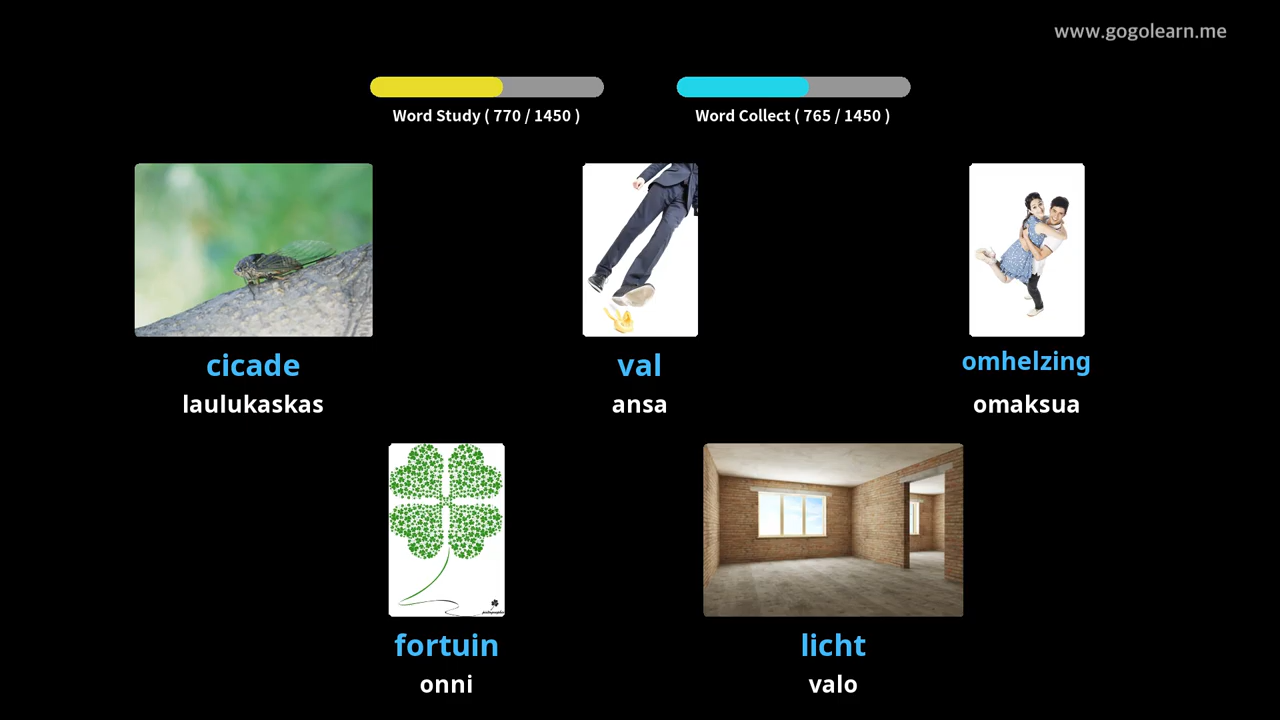 www.gogolearn.me
Word Study ( 770 / 1450 )
Word Collect ( 765 / 1450 )
cicade
laulukaskas
val
ansa
omhelzing
omaksua
fortuin
onni
licht
valo